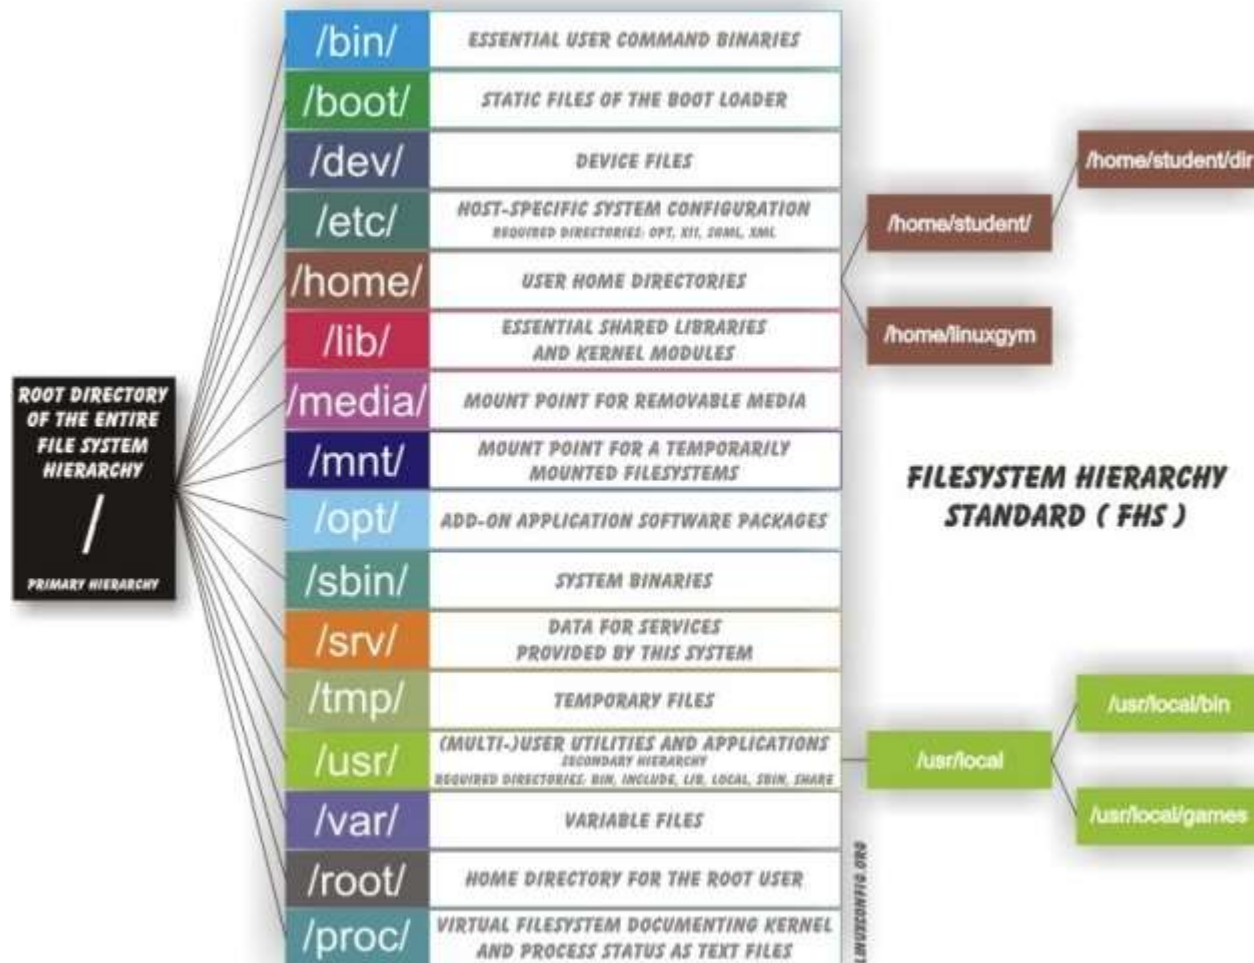 /bin/
ESSENTIAL USER COMMAND BINARIES
/boot/
STATIC FILES OF THE BOOT LOADER
/dev/
DEVICE FILES
/etc/
HOST-SPECIFIC SYSTEM CONFIGURATION
REQUIRED DIRECTORIES: OPT, X11, SGML, XML
/home/
USER HOME DIRECTORIES
/lib/
ESSENTIAL SHARED LIBRARIES
AND KERNEL MODULES
/media/
MOUNT POINT FOR REMOVABLE MEDIA
/mnt/
MOUNT POINT FOR A TEMPORARILY
MOUNTED FILESYSTEMS
/opt/
ADD-ON APPLICATION SOFTWARE PACKAGES
/sbin/
SYSTEM BINARIES
/srv/
DATA FOR SERVICES
PROVIDED BY THIS SYSTEM
/tmp/
TEMPORARY FILES
/usr/
(MULTI-)USER UTILITIES AND APPLICATIONS
SECONDARY HIERARCHY
REQUIRED DIRECTORIES: BIN, INCLUDE, LIB, LOCAL, SBIN, SHARE
/var/
VARIABLE FILES
/root/
HOME DIRECTORY FOR THE ROOT USER
/proc/
VIRTUAL FILESYSTEM DOCUMENTING KERNEL
AND PROCESS STATUS AS TEXT FILES
ROOT DIRECTORY
OF THE ENTIRE
FILE SYSTEM
HIERARCHY
/
PRIMARY HIERARCHY
/home/student/dir
/home/student/
/home/linuxgym
FILESYSTEM HIERARCHY
STANDARD ( FHS )
/usr/local/bin
/usr/local
/usr/local/games
LINUXCONFIG.ORG